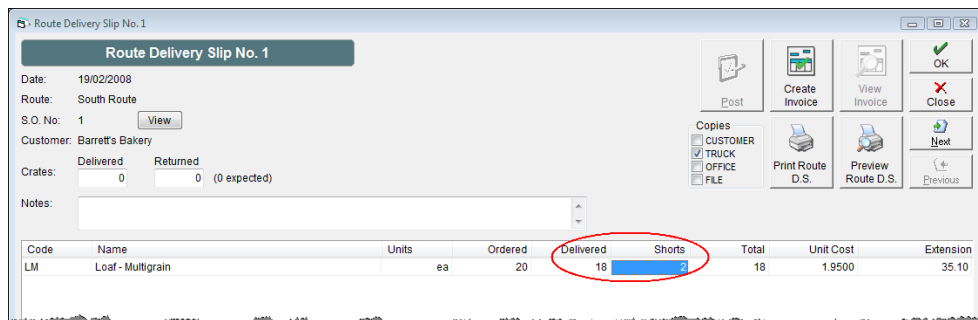 Route Delivery Slip No. 1
Route Delivery Slip No. 1
Date: 19/02/2008
Route: South Route
S.O. No: 1 View
Customer: Barrett's Bakery
Delivered Returned
Crates: 0 0 (0 expected)
Notes:
Post
Create Invoice
View Invoice
OK
Close
Copies
CUSTOMER
TRUCK
OFFICE
FILE
Print Route D.S.
Preview Route D.S.
Next
Previous
Code Name Units Ordered Delivered Shorts Total Unit Cost Extension
LM Loaf - Multigrain ea 20 18 2 18 1.9500 35.10